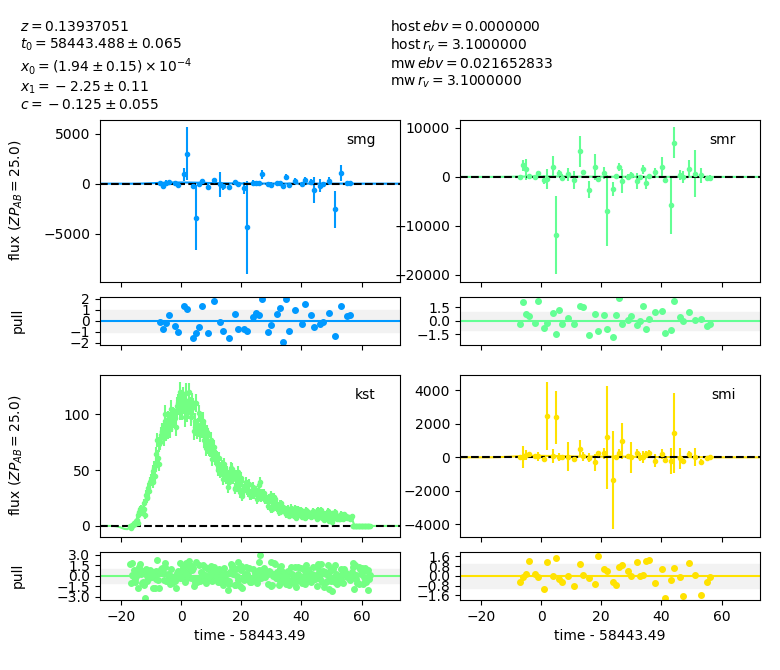 z = 0.13937051
t₀ = 58443.488 ± 0.065
x₀ = (1.94 ± 0.15) × 10⁻⁴
x₁ = −2.25 ± 0.11
c = −0.125 ± 0.055
host ebv = 0.0000000
host r_v = 3.1000000
mw ebv = 0.021652833
mw r_v = 3.1000000
flux (ZP_AB = 25.0)
5000
0
−5000
smg
10000
0
−10000
−20000
smr
pull
2
1
0
−1
−2
1.5
0.0
−1.5
flux (ZP_AB = 25.0)
100
50
0
kst
4000
2000
0
−2000
−4000
smi
pull
3.0
1.5
0.0
−1.5
−3.0
1.6
0.8
0.0
−0.8
−1.6
−20 0 20 40 60
−20 0 20 40 60
time - 58443.49
time - 58443.49